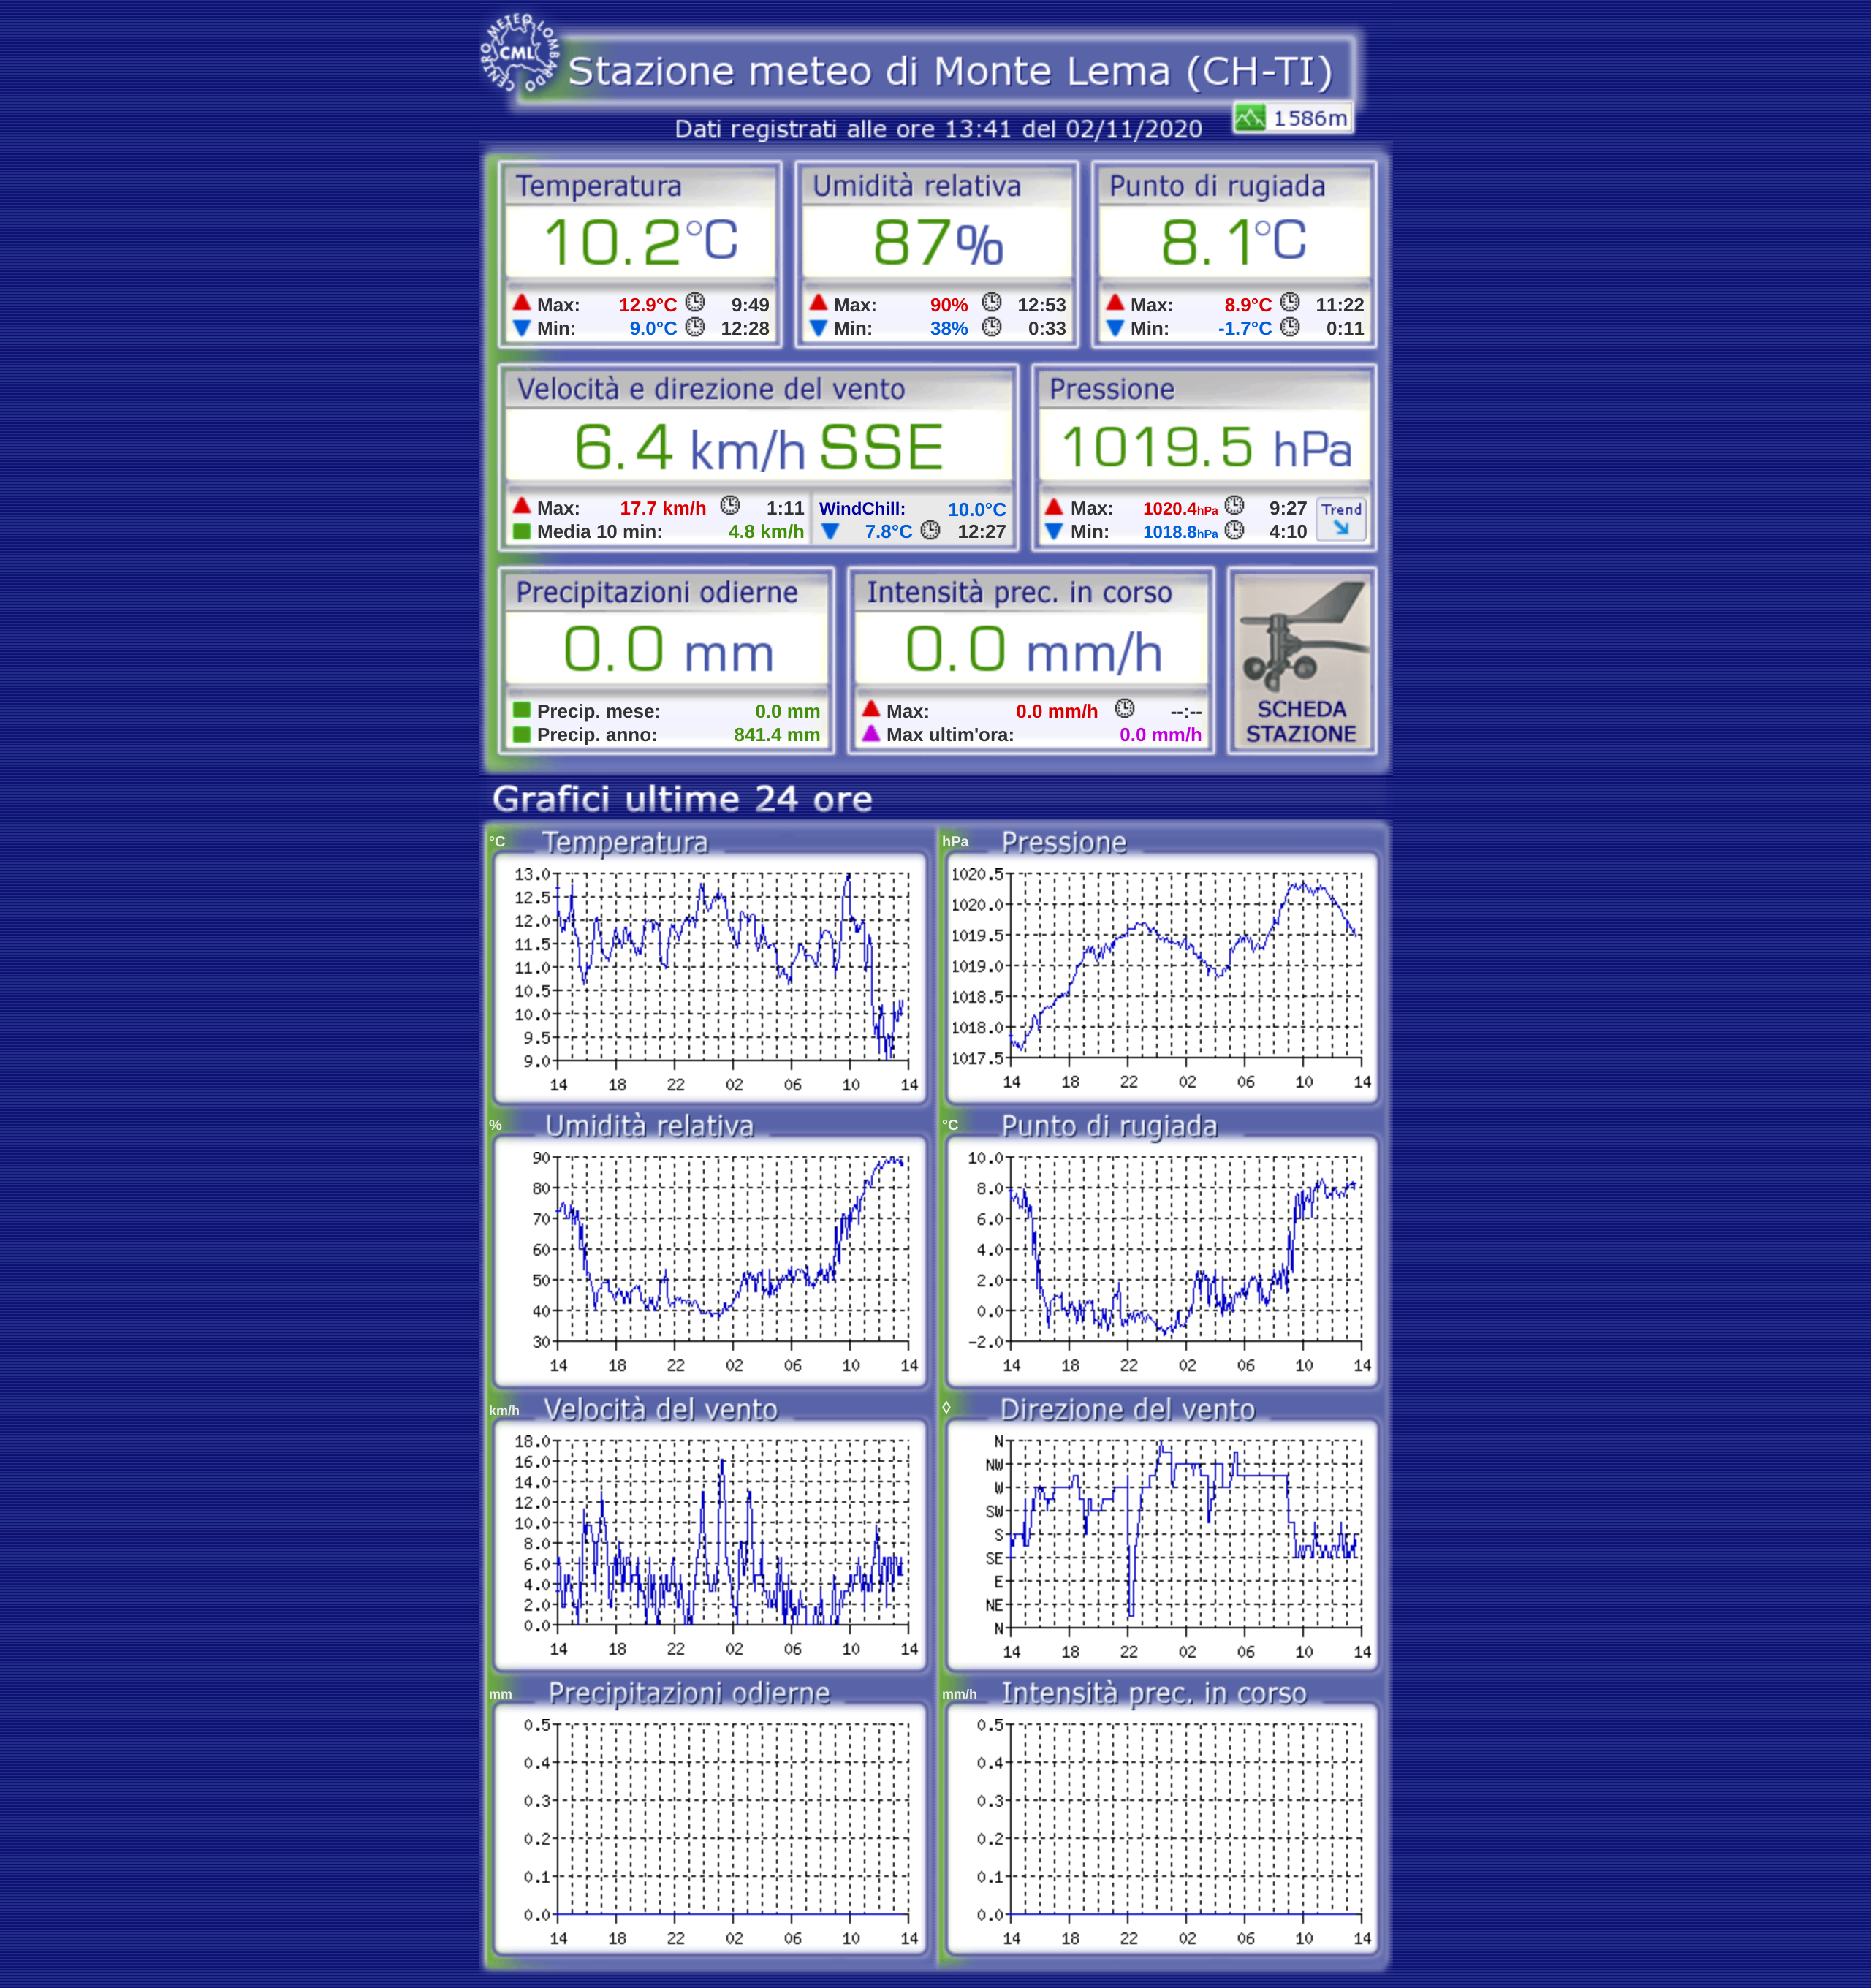 CENTRO METEO LOMBARDO
CML
Stazione meteo di Monte Lema (CH-TI)
1586m
Dati registrati alle ore 13:41 del 02/11/2020
Temperatura Umidità relativa Punto di rugiada
10.2°C 87% 8.1°C
Max: 12.9°C 9:49 Max: 90% 12:53 Max: 8.9°C 11:22
Min: 9.0°C 12:28 Min: 38% 0:33 Min: -1.7°C 0:11
Velocità e direzione del vento Pressione
6.4 km/h SSE 1019.5 hPa
Max: 17.7 km/h 1:11 WindChill: 10.0°C Max: 1020.4hPa 9:27 Trend
Media 10 min: 4.8 km/h 7.8°C 12:27 Min: 1018.8hPa 4:10
Precipitazioni odierne Intensità prec. in corso
0.0 mm 0.0 mm/h
Precip. mese: 0.0 mm Max: 0.0 mm/h --:-- SCHEDA
Precip. anno: 841.4 mm Max ultim'ora: 0.0 mm/h STAZIONE
Grafici ultime 24 ore
°C Temperatura
13.0
12.5
12.0
11.5
11.0
10.5
10.0
9.5
9.0
14 18 22 02 06 10 14
hPa Pressione
1020.5
1020.0
1019.5
1019.0
1018.5
1018.0
1017.5
14 18 22 02 06 10 14
% Umidità relativa
90
80
70
60
50
40
30
14 18 22 02 06 10 14
°C Punto di rugiada
10.0
8.0
6.0
4.0
2.0
0.0
-2.0
14 18 22 02 06 10 14
km/h Velocità del vento
18.0
16.0
14.0
12.0
10.0
8.0
6.0
4.0
2.0
0.0
14 18 22 02 06 10 14
◊ Direzione del vento
N
NW
W
SW
S
SE
E
NE
N
14 18 22 02 06 10 14
mm Precipitazioni odierne
0.5
0.4
0.3
0.2
0.1
0.0
14 18 22 02 06 10 14
mm/h Intensità prec. in corso
0.5
0.4
0.3
0.2
0.1
0.0
14 18 22 02 06 10 14